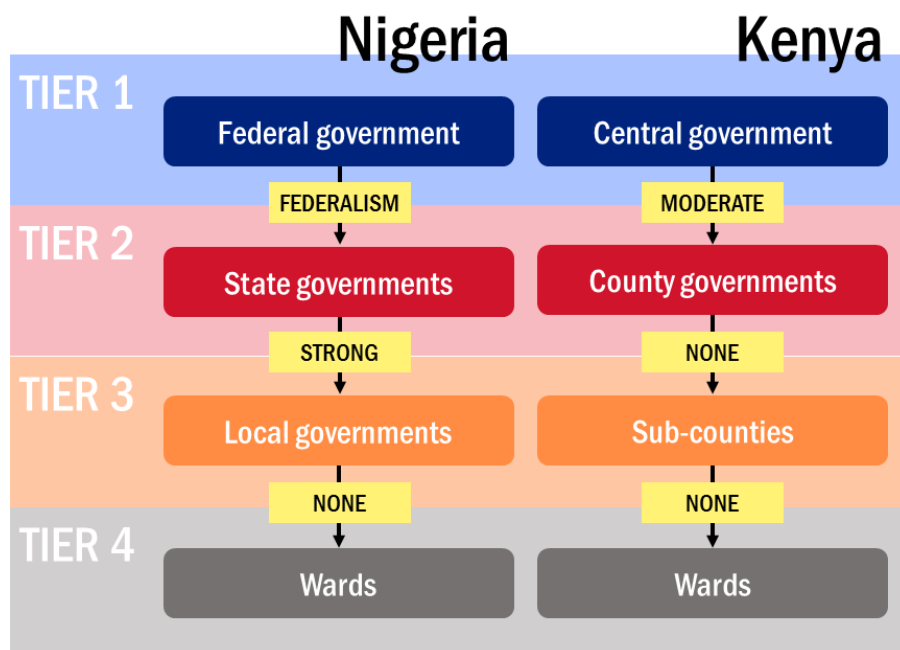 Nigeria Kenya
TIER 1
Federal government Central government
FEDERALISM MODERATE
TIER 2
State governments County governments
STRONG NONE
TIER 3
Local governments Sub-counties
NONE NONE
TIER 4
Wards Wards